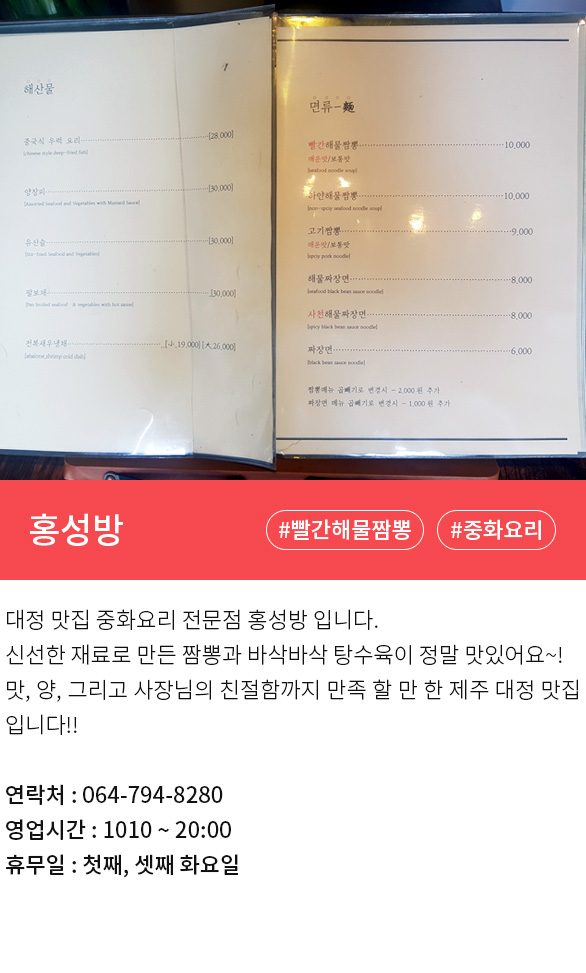 해산물
중국식 우럭 요리 [28,000]
[chinese style deep-fried fish]
양장피 [30,000]
[assorted Seafood and Vegetables with Mustard Sauce]
유산슬 [30,000]
[Stir-fried Seafood and Vegetables]
팔보채 [30,000]
[Pan broiled seafood & vegetables with hot sauce]
전복새우냉채 [小 19,000] [大 26,000]
[abalone,shrimp cold dish]
면류-麵
빨간해물짬뽕 10,000
매운맛/보통맛
[seafood noodle soup]
하얀해물짬뽕 10,000
[non-spicy seafood noodle soup]
고기짬뽕 9,000
매운맛/보통맛
[spicy pork noodle]
해물짜장면 8,000
[seafood black bean sauce noodle]
사천해물짜장면 8,000
[spicy black bean sauce noodle]
짜장면 6,000
[black bean sauce noodle]
짬뽕메뉴 곱빼기로 변경시 - 2,000원 추가
짜장면 메뉴 곱빼기로 변경시 - 1,000원 추가
홍성방
#빨간해물짬뽕
#중화요리
대정 맛집 중화요리 전문점 홍성방 입니다.
신선한 재료로 만든 짬뽕과 바삭바삭 탕수육이 정말 맛있어요~!
맛, 양, 그리고 사장님의 친절함까지 만족 할 만 한 제주 대정 맛집
입니다!!
연락처 : 064-794-8280
영업시간 : 1010 ~ 20:00
휴무일 : 첫째, 셋째 화요일